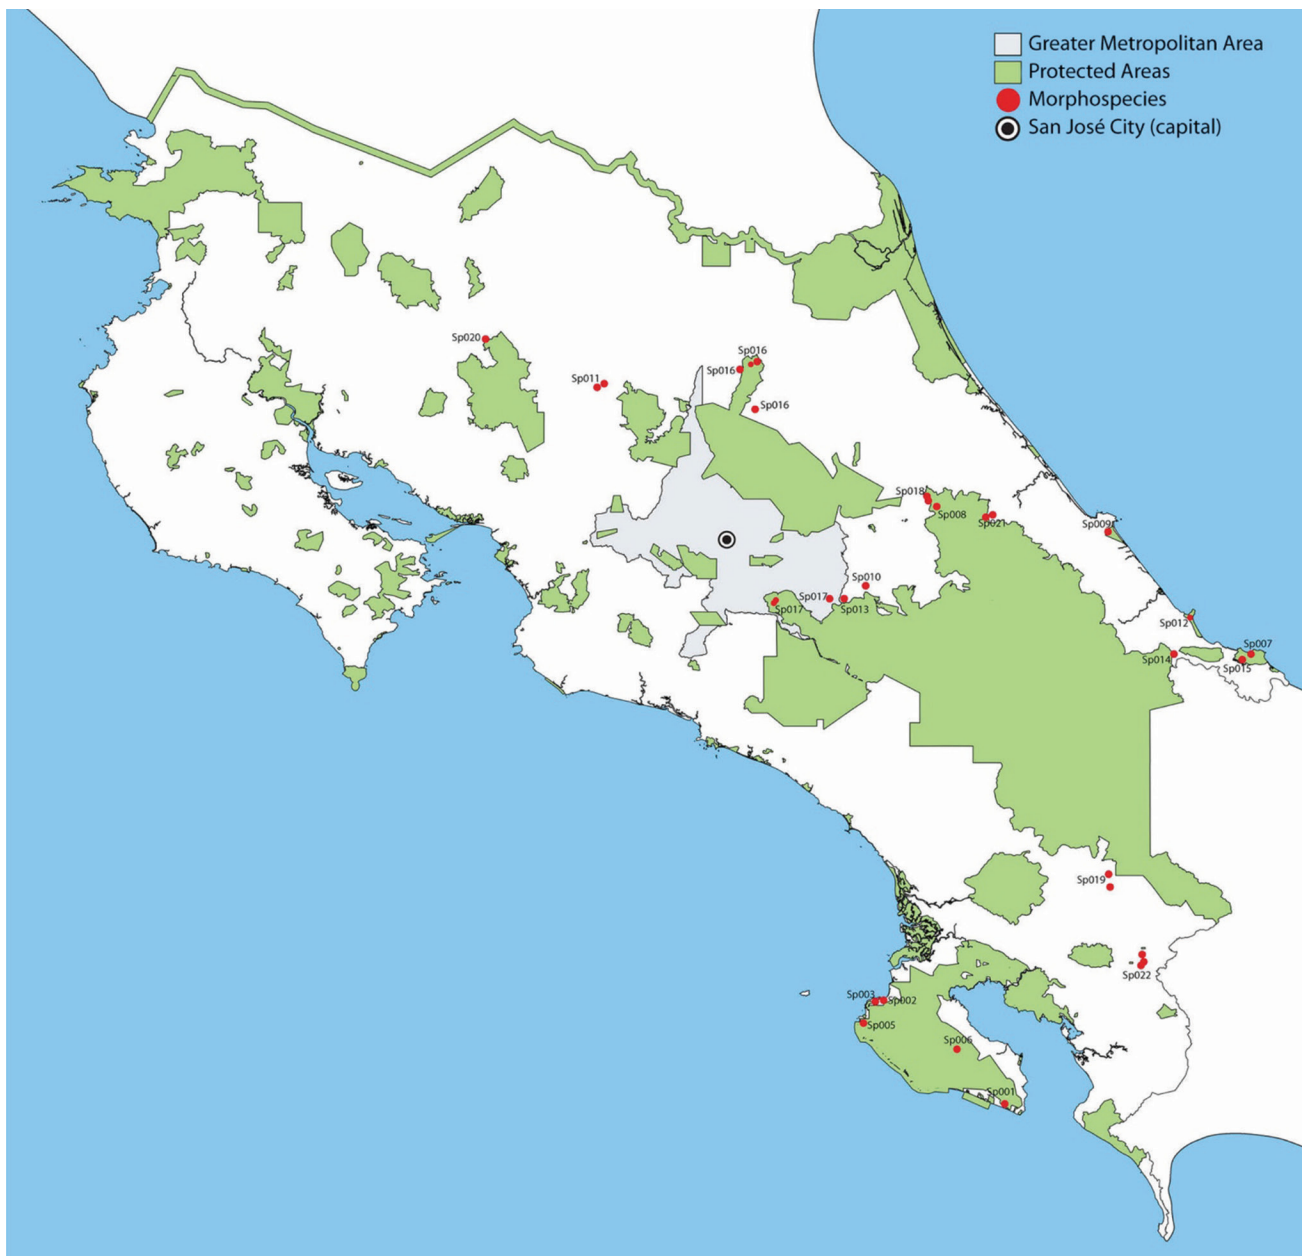 Greater Metropolitan Area
Protected Areas
Morphospecies
San José City (capital)
Sp020
Sp016
Sp016
Sp011
Sp016
Sp018
Sp008
Sp021
Sp009
Sp010
Sp017
Sp017
Sp013
Sp012
Sp014
Sp007
Sp015
Sp019
Sp022
Sp003
Sp002
Sp005
Sp006
Sp001